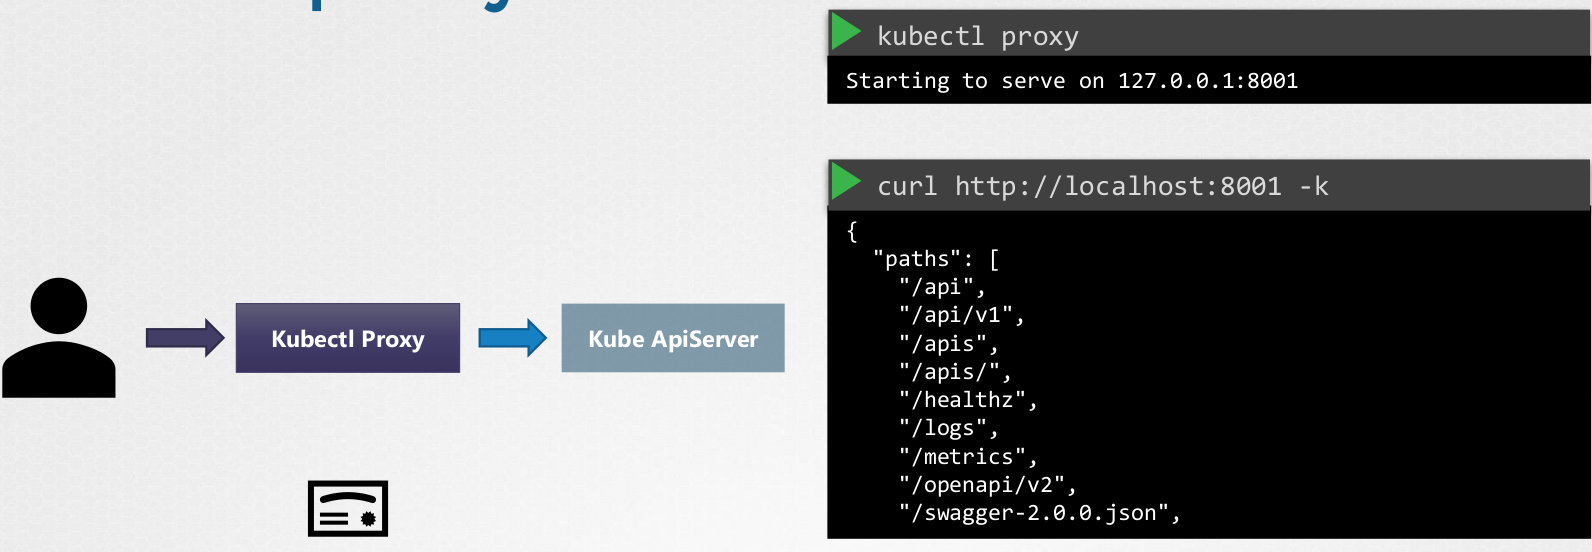 kubectl proxy
Starting to serve on 127.0.0.1:8001
curl http://localhost:8001 -k
{
"paths": [
"/api",
"/api/v1",
"/apis",
"/apis/",
"/healthz",
"/logs",
"/metrics",
"/openapi/v2",
"/swagger-2.0.0.json",
Kubectl Proxy
Kube ApiServer